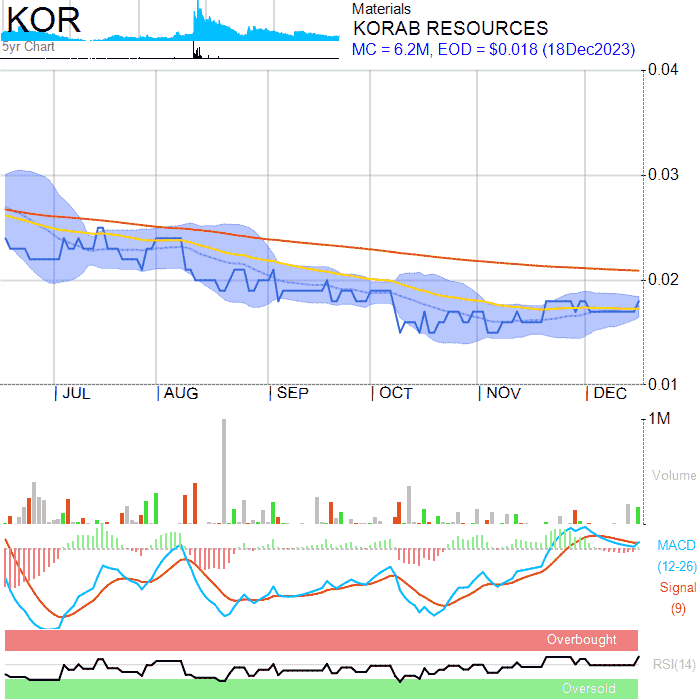 KOR
5yr Chart
Materials
KORAB RESOURCES
MC = 6.2M, EOD = $0.018 (18Dec2023)
0.04
0.03
0.02
0.01
JUL AUG SEP OCT NOV DEC
1M
Volume
MACD
(12-26)
Signal
(9)
Overbought
RSI(14)
Oversold